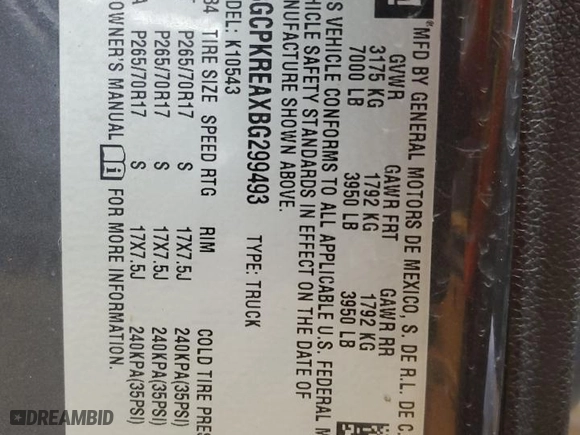 MFD BY GENERAL MOTORS DE MEXICO, S. DE R.L. DE C.
GVWR GAWR FRT GAWR RR
3175 KG 1792 KG 1792 KG
7000 LB 3950 LB 3950 LB
S VEHICLE CONFORMS TO ALL APPLICABLE U.S. FEDERAL M
HICLE SAFETY STANDARDS IN EFFECT ON THE DATE OF
NUFACTURE SHOWN ABOVE.
GCPKREAXBG299493 TYPE: TRUCK
ODEL: K10543
84 TIRE SIZE SPEED RTG RIM COLD TIRE PRES
P265/70R17 S 17X7.5J 240KPA(35PSI)
A P265/70R17 S 17X7.5J 240KPA(35PSI)
A P265/70R17 S 17X7.5J 240KPA(35PSI)
OWNER'S MANUAL i FOR MORE INFORMATION.
DREAMBID